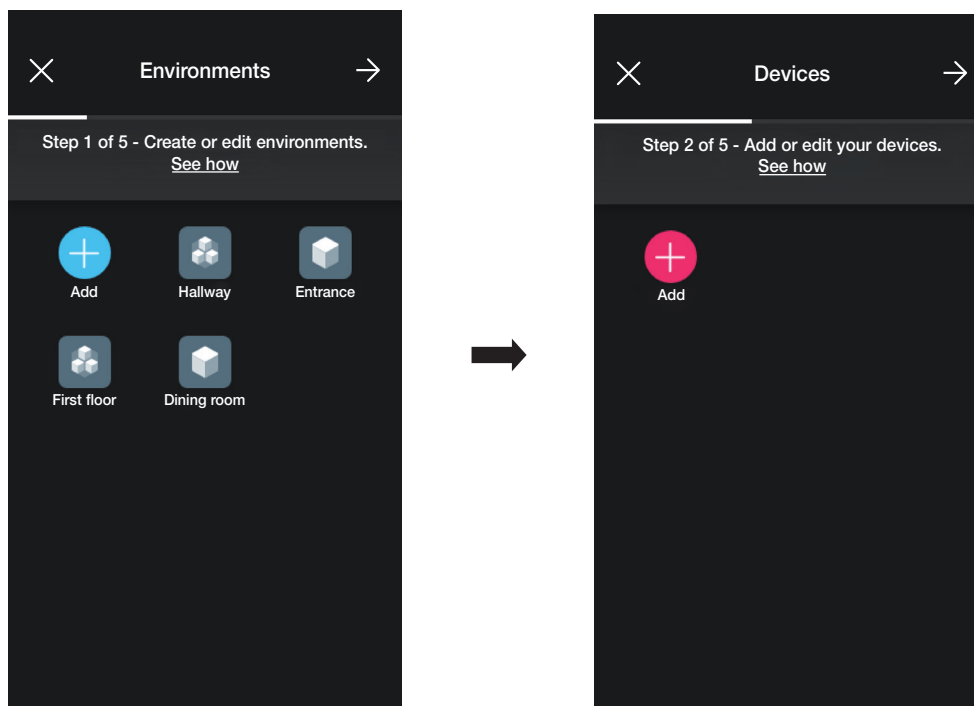 Environments
Step 1 of 5 - Create or edit environments.
See how
Add
Hallway
Entrance
First floor
Dining room
Devices
Step 2 of 5 - Add or edit your devices.
See how
Add